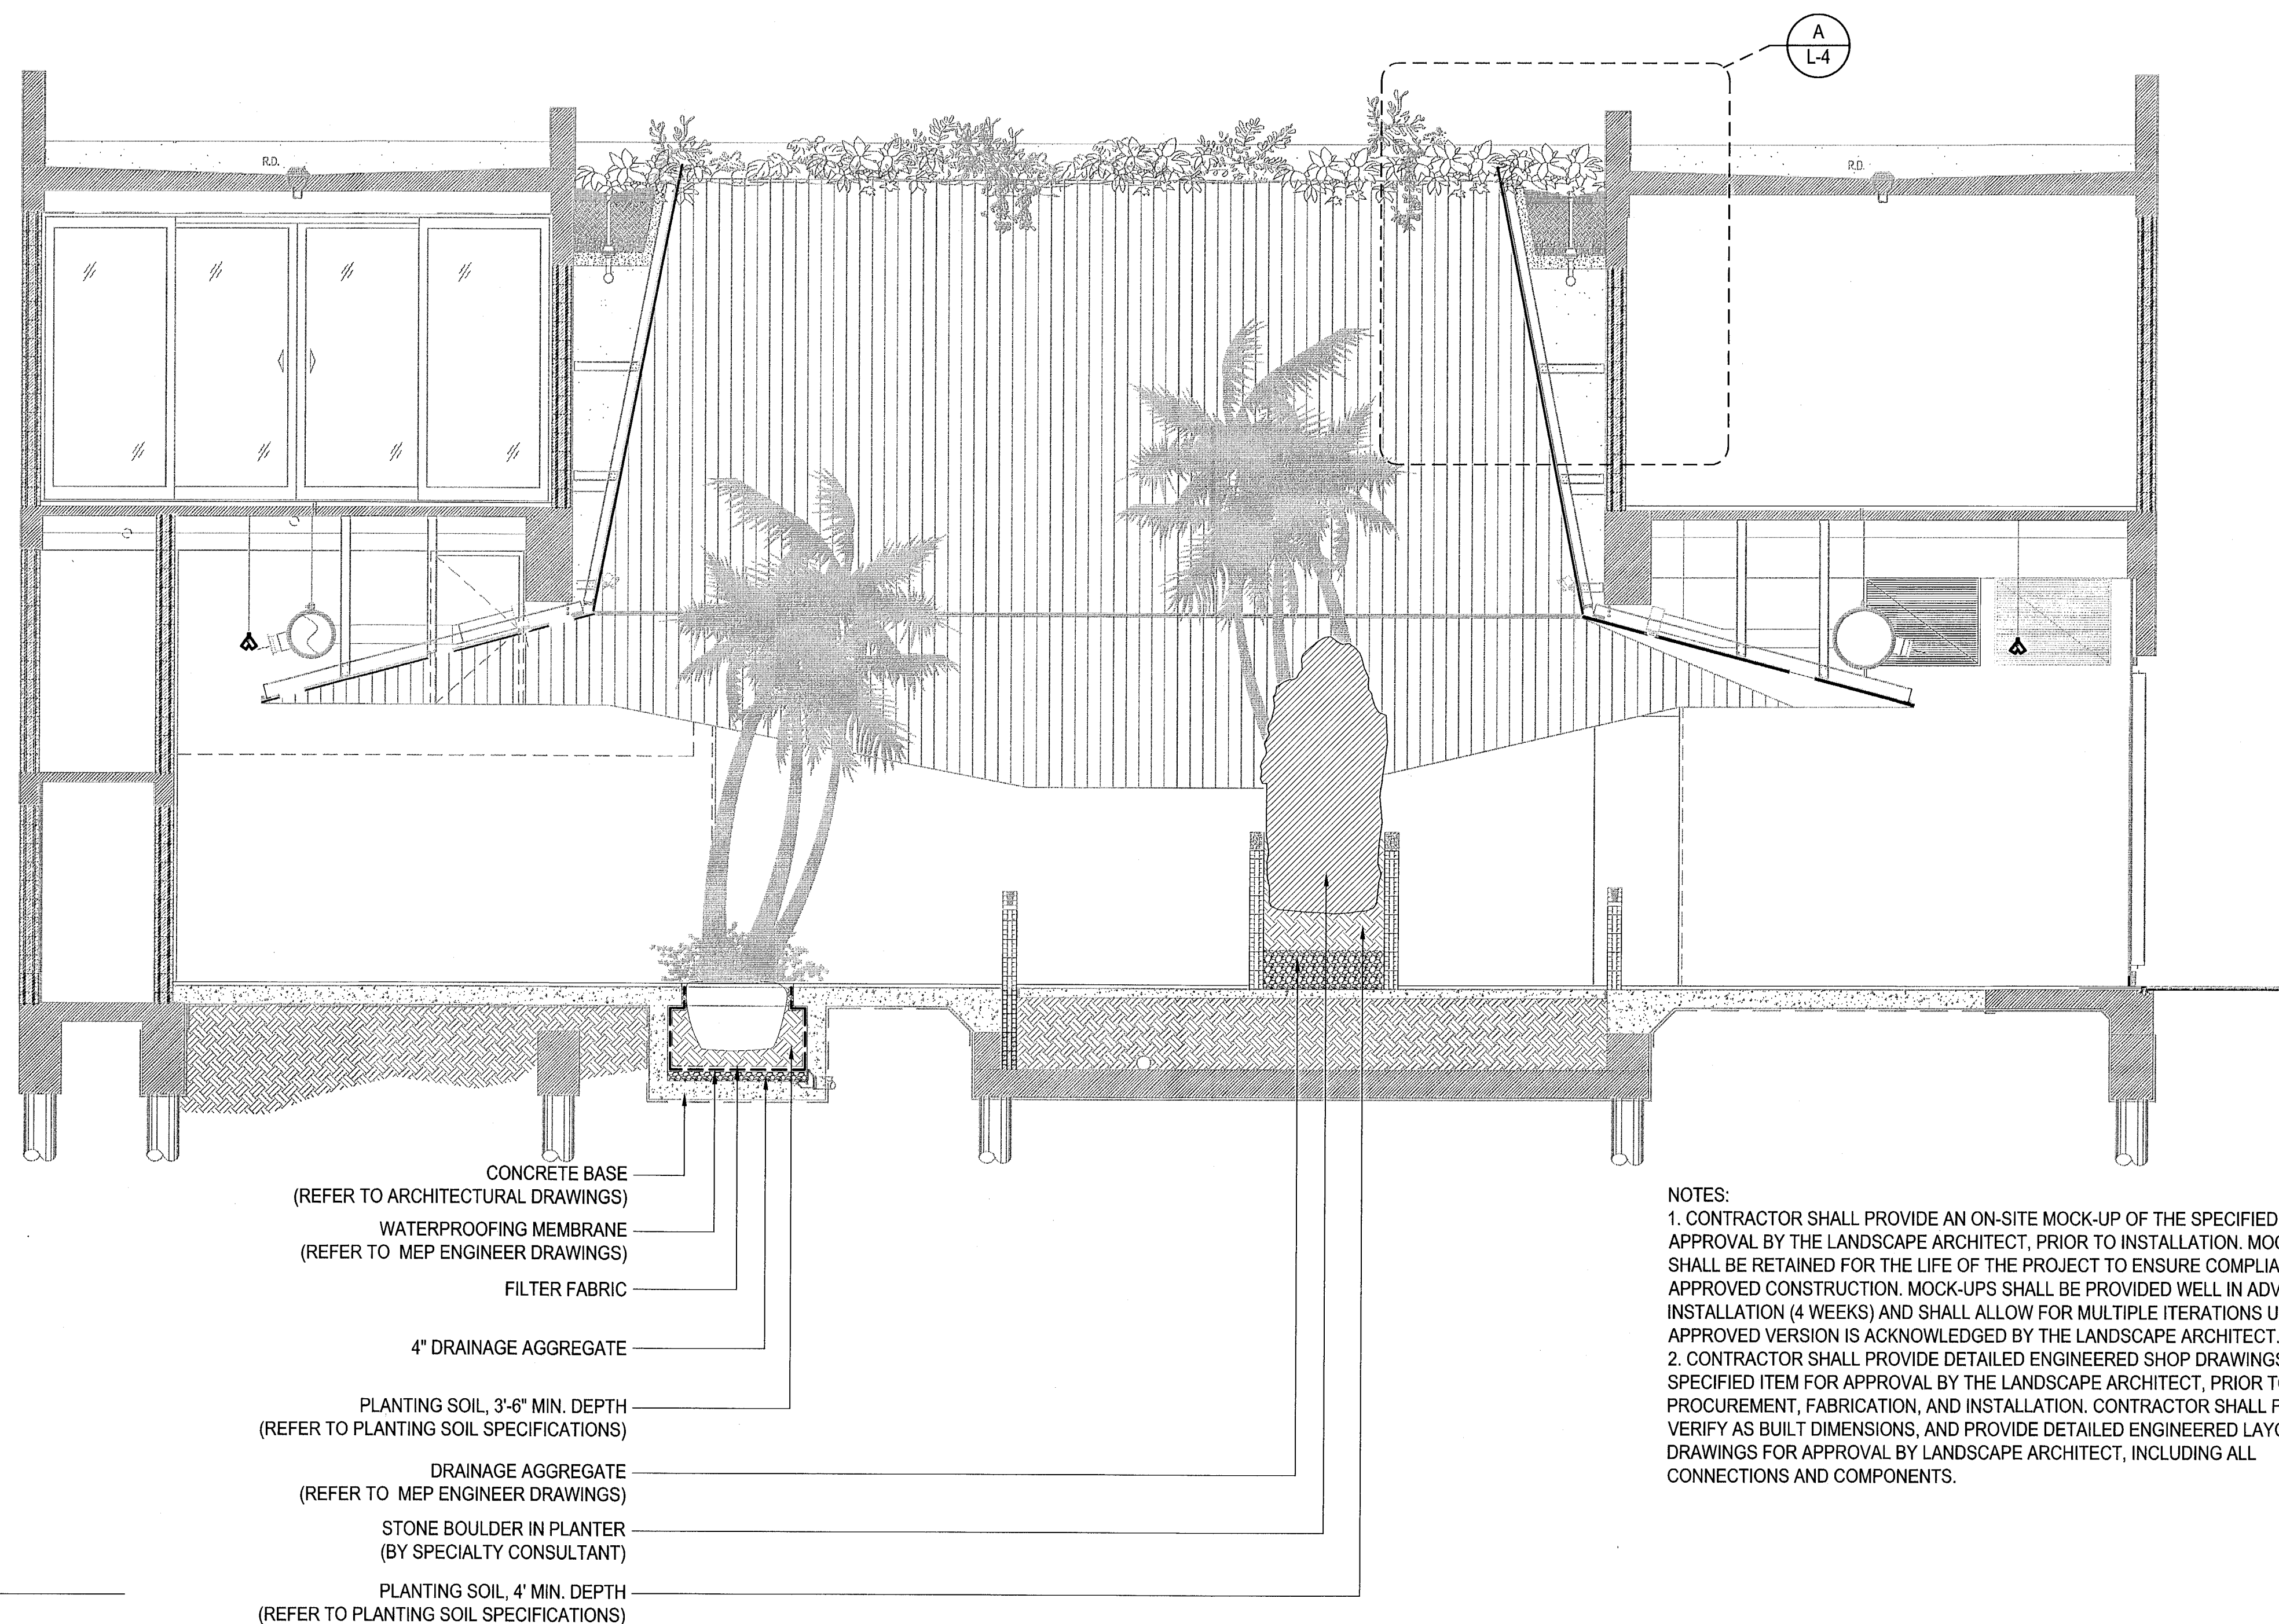 A
L-4
R.D.
R.D.
CONCRETE BASE
(REFER TO ARCHITECTURAL DRAWINGS)
WATERPROOFING MEMBRANE
(REFER TO MEP ENGINEER DRAWINGS)
FILTER FABRIC
4" DRAINAGE AGGREGATE
PLANTING SOIL, 3'-6" MIN. DEPTH
(REFER TO PLANTING SOIL SPECIFICATIONS)
DRAINAGE AGGREGATE
(REFER TO MEP ENGINEER DRAWINGS)
STONE BOULDER IN PLANTER
(BY SPECIALTY CONSULTANT)
PLANTING SOIL, 4' MIN. DEPTH
(REFER TO PLANTING SOIL SPECIFICATIONS)
NOTES:
1. CONTRACTOR SHALL PROVIDE AN ON-SITE MOCK-UP OF THE SPECIFIED
APPROVAL BY THE LANDSCAPE ARCHITECT, PRIOR TO INSTALLATION.
SHALL BE RETAINED FOR THE LIFE OF THE PROJECT TO ENSURE
APPROVED CONSTRUCTION. MOCK-UPS SHALL BE PROVIDED WELL IN
INSTALLATION (4 WEEKS) AND SHALL ALLOW FOR MULTIPLE ITERATIONS
APPROVED VERSION IS ACKNOWLEDGED BY THE LANDSCAPE ARCHITECT.
2. CONTRACTOR SHALL PROVIDE DETAILED ENGINEERED SHOP DRAWINGS
SPECIFIED ITEM FOR APPROVAL BY THE LANDSCAPE ARCHITECT, PRIOR
PROCUREMENT, FABRICATION, AND INSTALLATION. CONTRACTOR SHALL
VERIFY AS BUILT DIMENSIONS, AND PROVIDE DETAILED ENGINEERED
DRAWINGS FOR APPROVAL BY LANDSCAPE ARCHITECT, INCLUDING ALL
CONNECTIONS AND COMPONENTS.